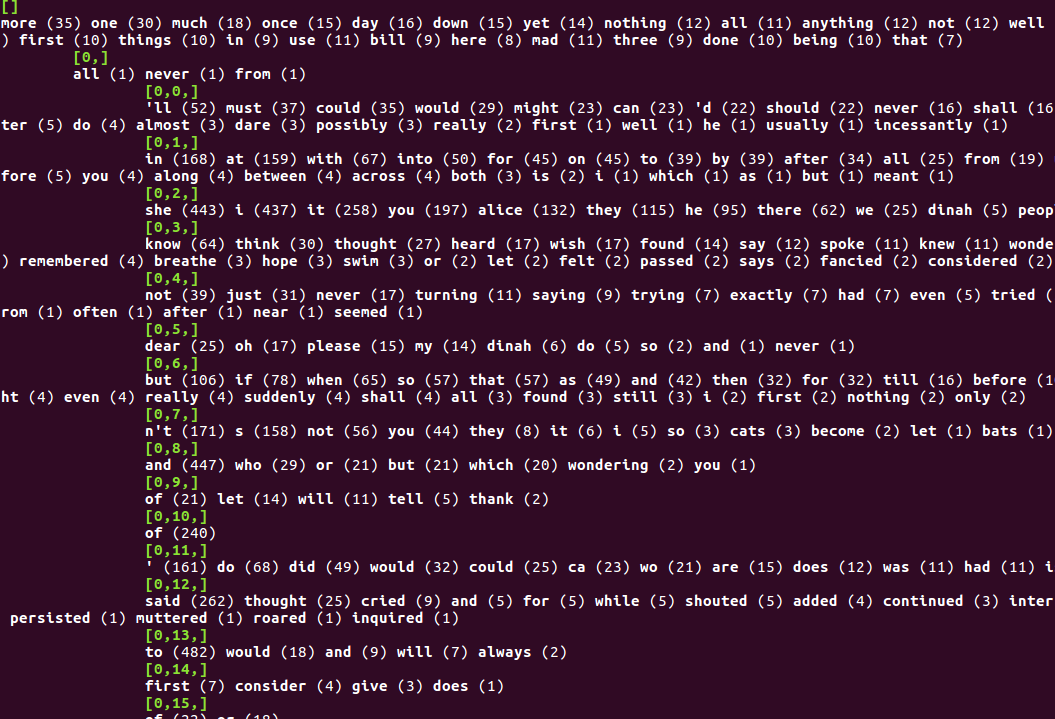 []
more (35) one (30) much (18) once (15) day (16) down (15) yet (14) nothing (12) all (11) anything (12) not (12) well
) first (10) things (10) in (9) use (11) bill (9) here (8) mad (11) three (9) done (10) being (10) that (7)
[0,]
all (1) never (1) from (1)
[0,0,]
'll (52) must (37) could (35) would (29) might (23) can (23) 'd (22) should (22) never (16) shall (16
ter (5) do (4) almost (3) dare (3) possibly (3) really (2) first (1) well (1) he (1) usually (1) incessantly (1)
[0,1,]
in (168) at (159) with (67) into (50) for (45) on (45) to (39) by (39) after (34) all (25) from (19)
fore (5) you (4) along (4) between (4) across (4) both (3) is (2) i (1) which (1) as (1) but (1) meant (1)
[0,2,]
she (443) i (437) it (258) you (197) alice (132) they (115) he (95) there (62) we (25) dinah (5) peop
[0,3,]
know (64) think (30) thought (27) heard (17) wish (17) found (14) say (12) spoke (11) knew (11) wonde
) remembered (4) breathe (3) hope (3) swim (3) or (2) let (2) felt (2) passed (2) says (2) fancied (2) considered (2)
[0,4,]
not (39) just (31) never (17) turning (11) saying (9) trying (7) exactly (7) had (7) even (5) tried (
rom (1) often (1) after (1) near (1) seemed (1)
[0,5,]
dear (25) oh (17) please (15) my (14) dinah (6) do (5) so (2) and (1) never (1)
[0,6,]
but (106) if (78) when (65) so (57) that (57) as (49) and (42) then (32) for (32) till (16) before (1
ht (4) even (4) really (4) suddenly (4) shall (4) all (3) found (3) still (3) i (2) first (2) nothing (2) only (2)
[0,7,]
n't (171) s (158) not (56) you (44) they (8) it (6) i (5) so (3) cats (3) become (2) let (1) bats (1)
[0,8,]
and (447) who (29) or (21) but (21) which (20) wondering (2) you (1)
[0,9,]
of (21) let (14) will (11) tell (5) thank (2)
[0,10,]
of (240)
[0,11,]
' (161) do (68) did (49) would (32) could (25) ca (23) wo (21) are (15) does (12) was (11) had (11) i
[0,12,]
said (262) thought (25) cried (9) and (5) for (5) while (5) shouted (5) added (4) continued (3) inter
persisted (1) muttered (1) roared (1) inquired (1)
[0,13,]
to (482) would (18) and (9) will (7) always (2)
[0,14,]
first (7) consider (4) give (3) does (1)
[0,15,]